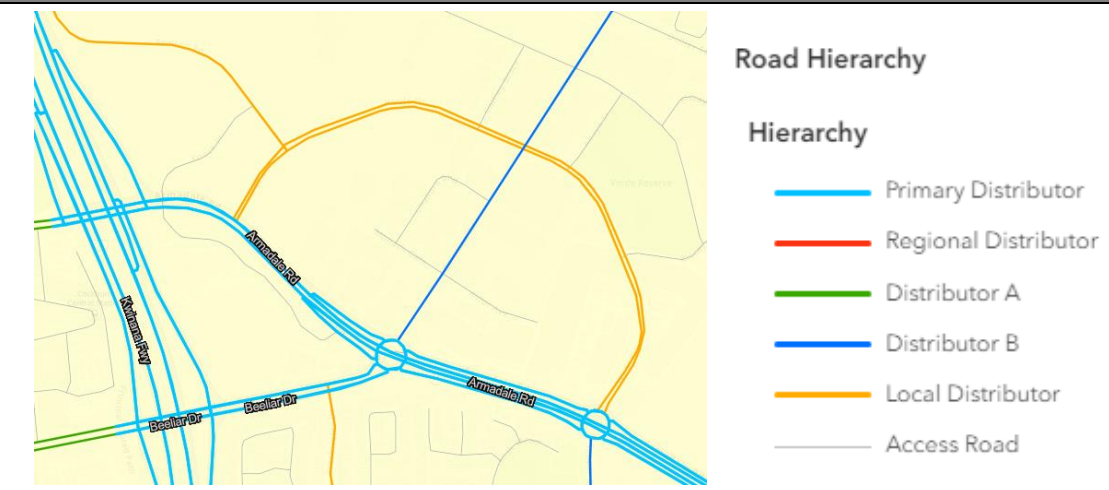 Road Hierarchy
Hierarchy
Primary Distributor
Regional Distributor
Distributor A
Distributor B
Local Distributor
Access Road
Armadale Rd
Kwinana Fwy
Armadale Rd
Beeliar Dr
Beeliar Dr